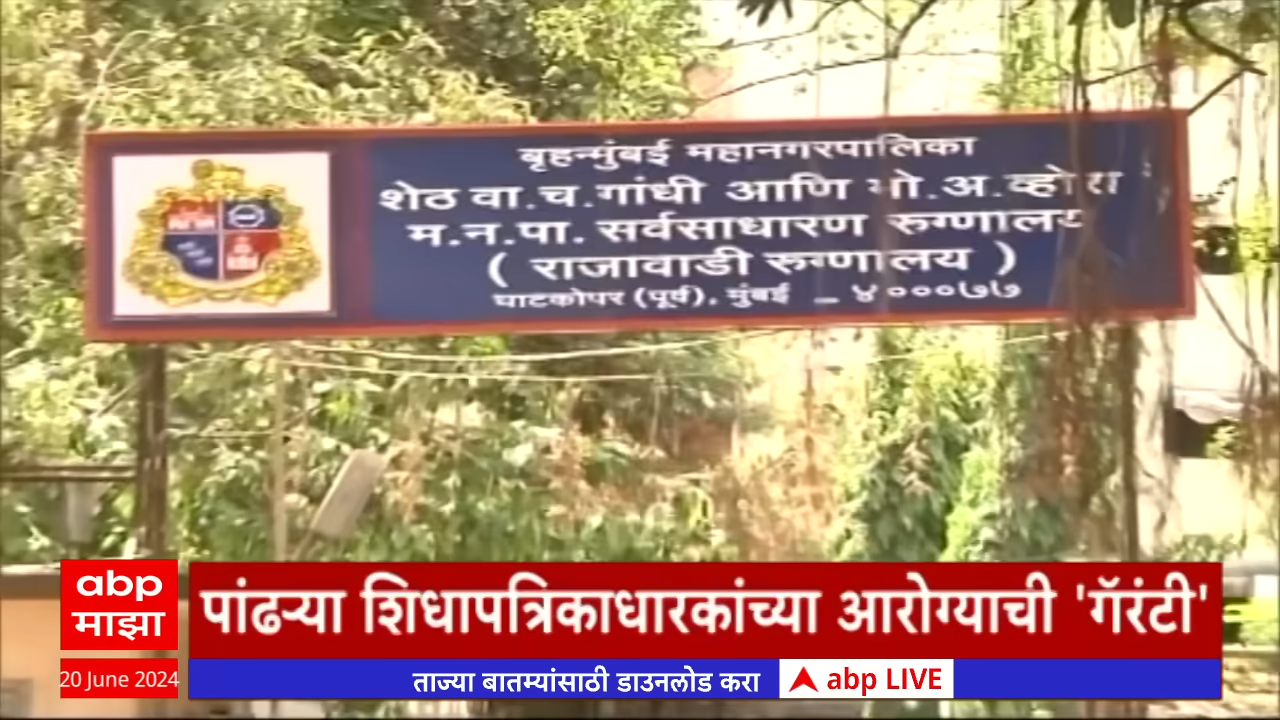 बृहन्मुंबई महानगरपालिका
शेठ वा.च.गांधी आणि मो.अ.व्होरा
म.न.पा. सर्वसाधारण रुग्णालय
( राजावाडी रुग्णालय )
घाटकोपर (पूर्व), मुंबई – ४०००७७
abp
माझा
पांढऱ्या शिधापत्रिकाधारकांच्या आरोग्याची 'गॅरंटी'
20 June 2024
ताज्या बातम्यांसाठी डाउनलोड करा abp LIVE